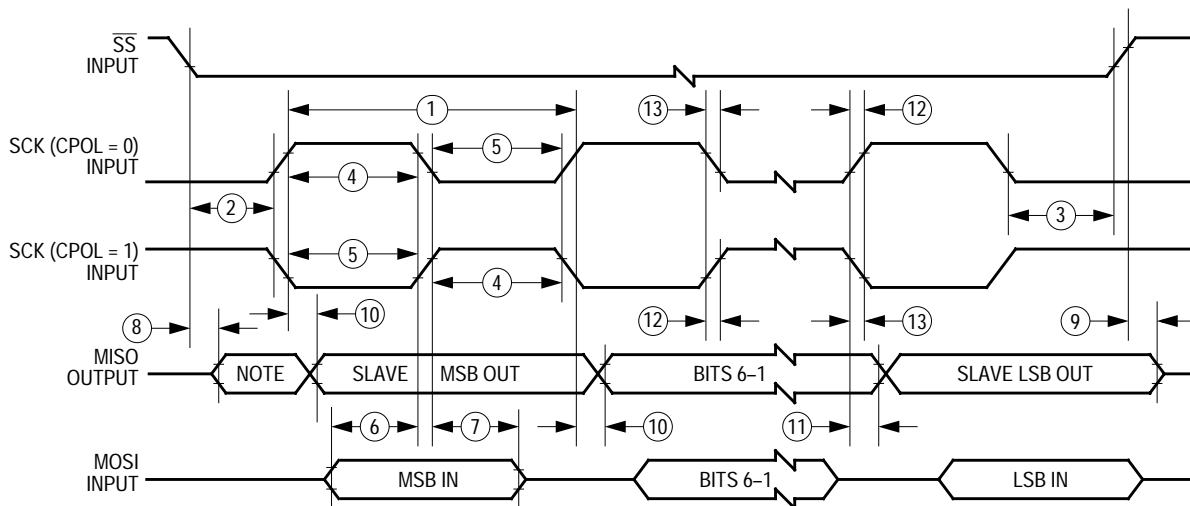 SS
INPUT
1
13
12
SCK (CPOL = 0)
INPUT
5
4
2
3
SCK (CPOL = 1)
INPUT
5
4
8
10
12
13
9
MISO
OUTPUT
NOTE
SLAVE
MSB OUT
BITS 6–1
SLAVE LSB OUT
6
7
10
11
MOSI
INPUT
MSB IN
BITS 6–1
LSB IN